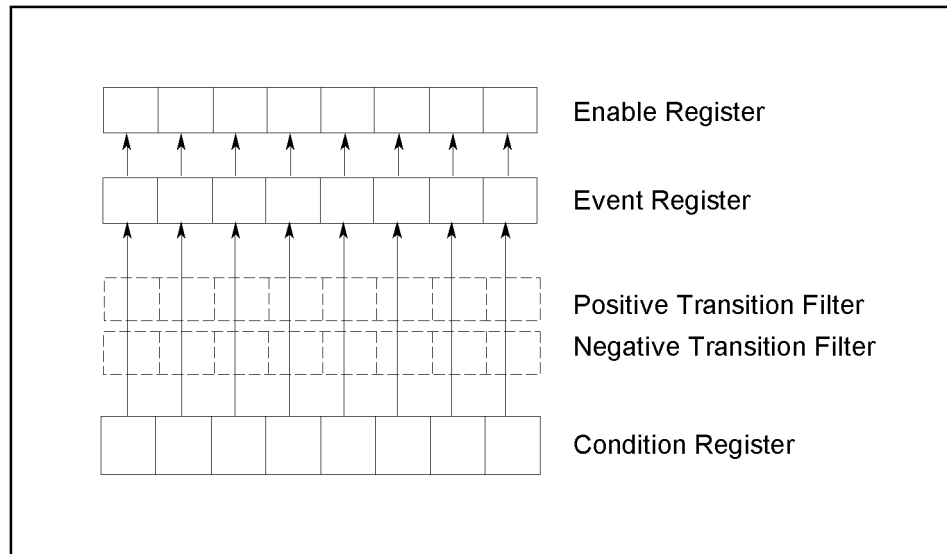 Enable Register
Event Register
Positive Transition Filter
Negative Transition Filter
Condition Register